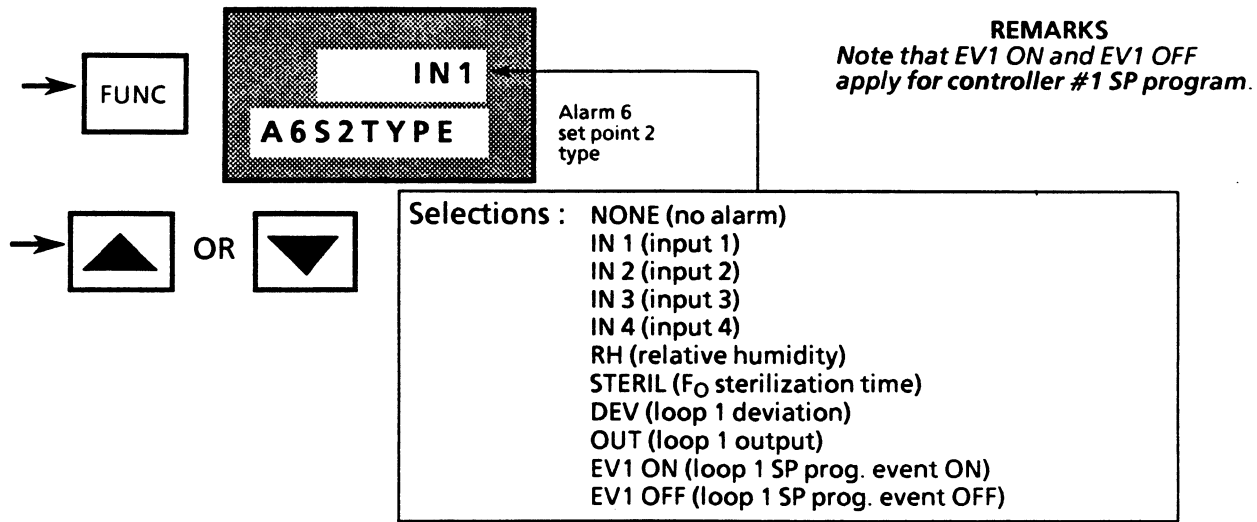 FUNC
IN1
A6S2TYPE
Alarm 6
set point 2
type
REMARKS
Note that EV1 ON and EV1 OFF
apply for controller #1 SP program.
OR
Selections :
NONE (no alarm)
IN 1 (input 1)
IN 2 (input 2)
IN 3 (input 3)
IN 4 (input 4)
RH (relative humidity)
STERIL (FO sterilization time)
DEV (loop 1 deviation)
OUT (loop 1 output)
EV1 ON (loop 1 SP prog. event ON)
EV1 OFF (loop 1 SP prog. event OFF)